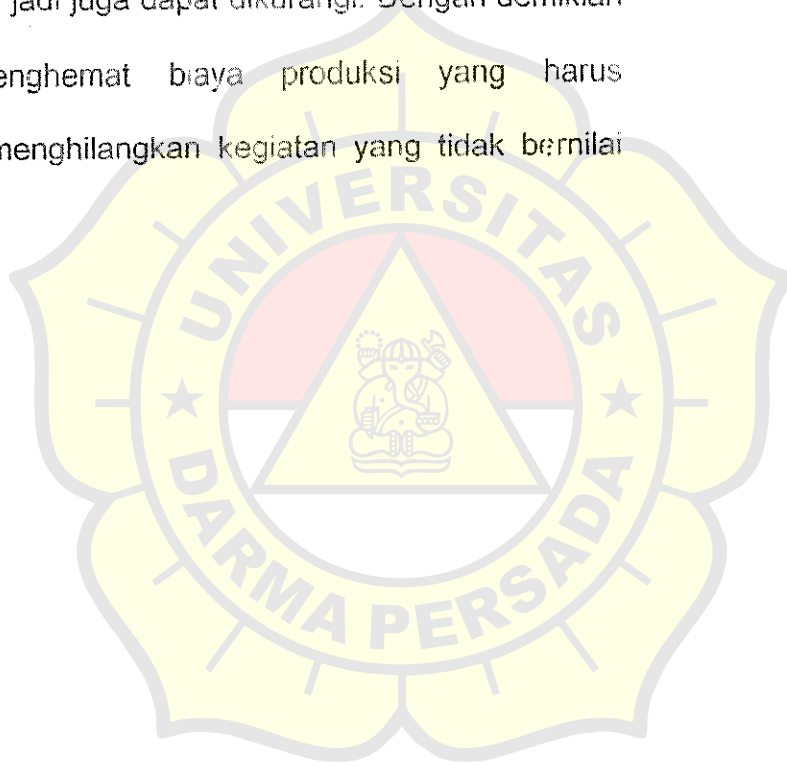 jadi juga dapat dikurangi. Dengan demikian
enghemat biaya produksi yang harus
menghilangkan kegiatan yang tidak bernilai
UNIVERSITAS
DARMA PERSADA